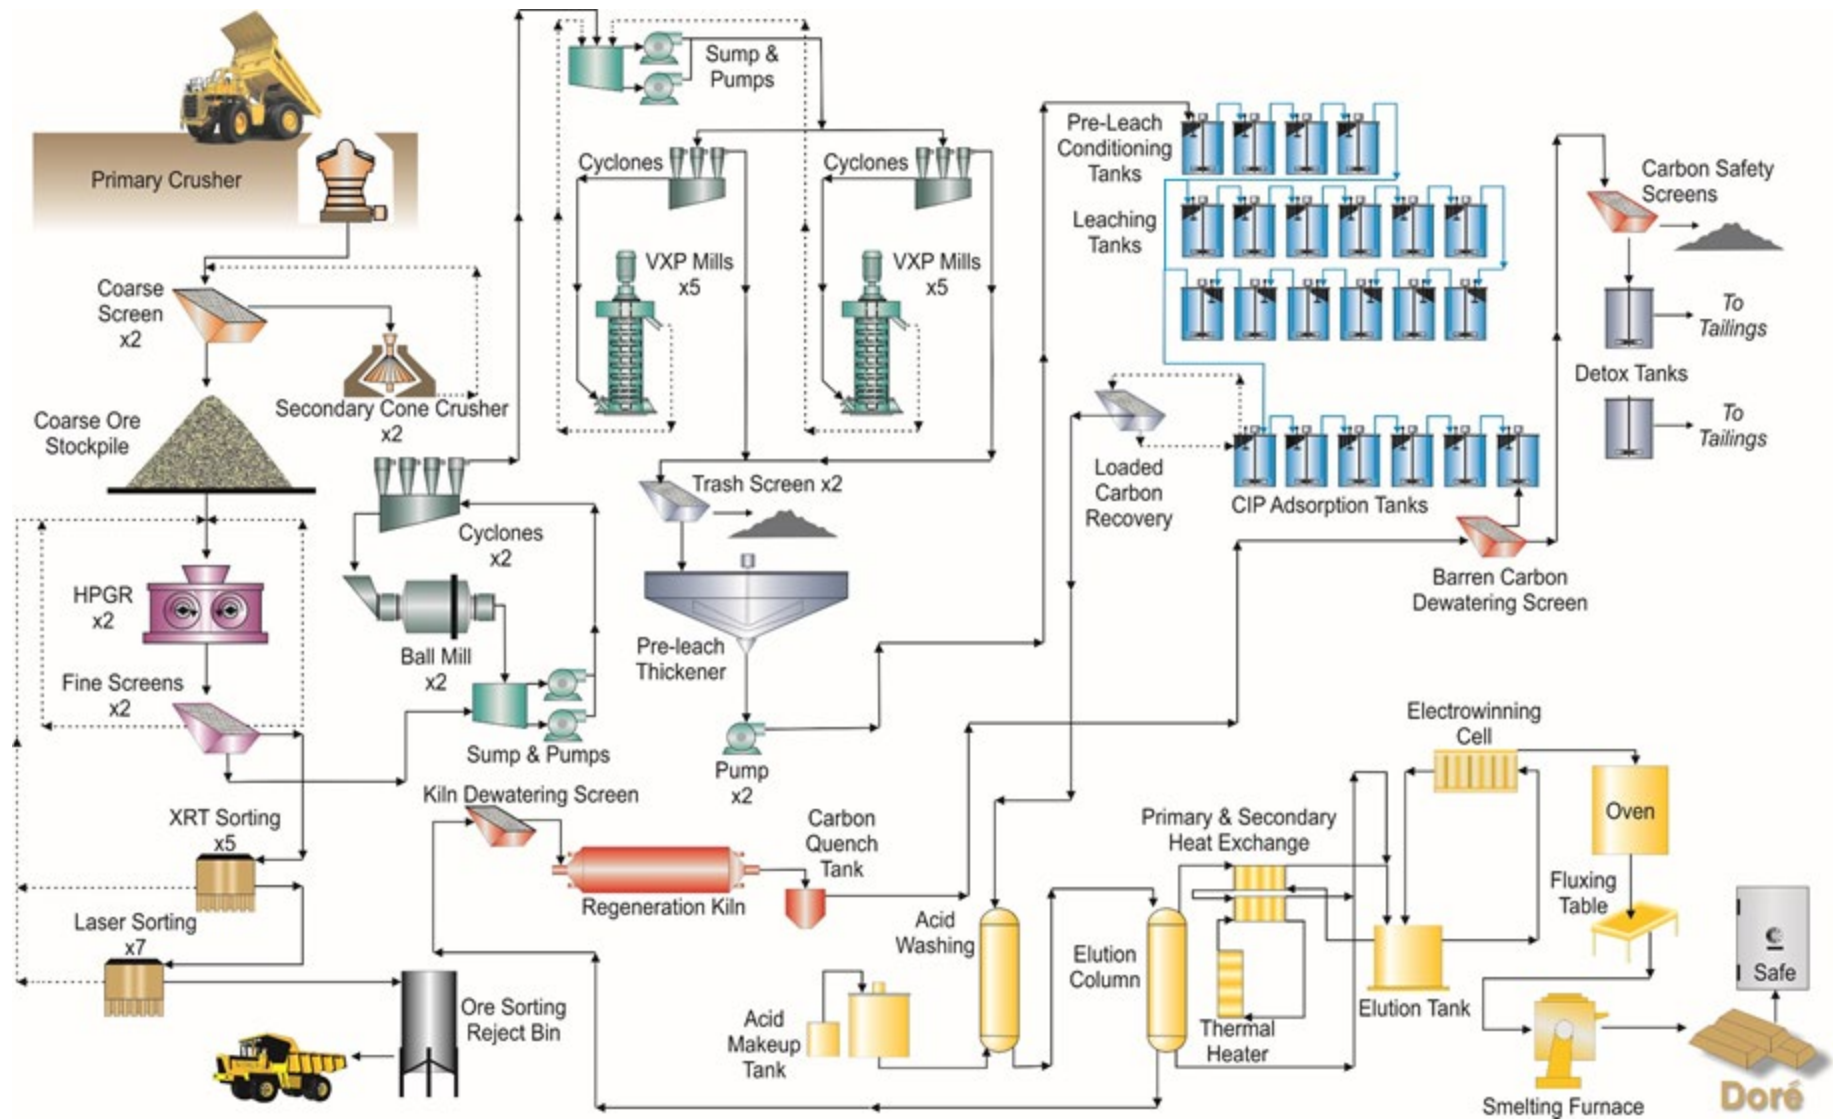 Primary Crusher
Coarse
Screen
x2
Secondary Cone Crusher
x2
Coarse Ore
Stockpile
HPGR
x2
Fine Screens
x2
XRT Sorting
x5
Laser Sorting
x7
Ore Sorting
Reject Bin
Cyclones
x2
Ball Mill
x2
Sump & Pumps
Sump &
Pumps
Cyclones
Cyclones
VXP Mills
x5
VXP Mills
x5
Trash Screen x2
Pre-leach
Thickener
Pump
x2
Pre-Leach
Conditioning
Tanks
Leaching
Tanks
Loaded
Carbon
Recovery
CIP Adsorption Tanks
Carbon Safety
Screens
To
Tailings
Detox Tanks
To
Tailings
Barren Carbon
Dewatering Screen
Kiln Dewatering Screen
Regeneration Kiln
Carbon
Quench
Tank
Acid
Washing
Acid
Makeup
Tank
Elution
Column
Primary & Secondary
Heat Exchange
Thermal
Heater
Elution Tank
Electrowinning
Cell
Oven
Fluxing
Table
Smelting Furnace
Safe
Doré